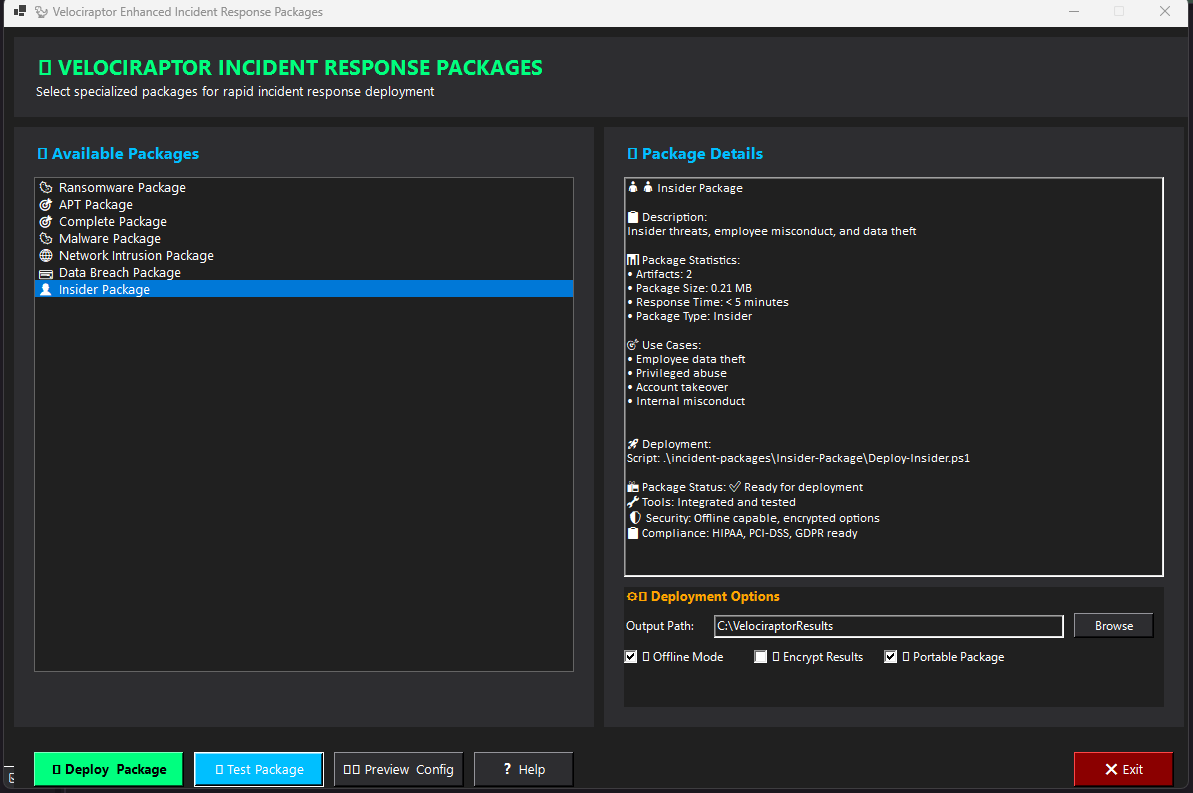 Velociraptor Enhanced Incident Response Packages
VELOCIRAPTOR INCIDENT RESPONSE PACKAGES
Select specialized packages for rapid incident response deployment
Available Packages
Ransomware Package
APT Package
Complete Package
Malware Package
Network Intrusion Package
Data Breach Package
Insider Package
Package Details
Insider Package
Description:
Insider threats, employee misconduct, and data theft
Package Statistics:
• Artifacts: 2
• Package Size: 0.21 MB
• Response Time: < 5 minutes
• Package Type: Insider
Use Cases:
• Employee data theft
• Privileged abuse
• Account takeover
• Internal misconduct
Deployment:
Script: .\incident-packages\Insider-Package\Deploy-Insider.ps1
Package Status: ✅ Ready for deployment
Tools: Integrated and tested
Security: Offline capable, encrypted options
Compliance: HIPAA, PCI-DSS, GDPR ready
Deployment Options
Output Path: C:\VelociraptorResults Browse
Offline Mode Encrypt Results Portable Package
Deploy Package Test Package Preview Config ? Help Exit